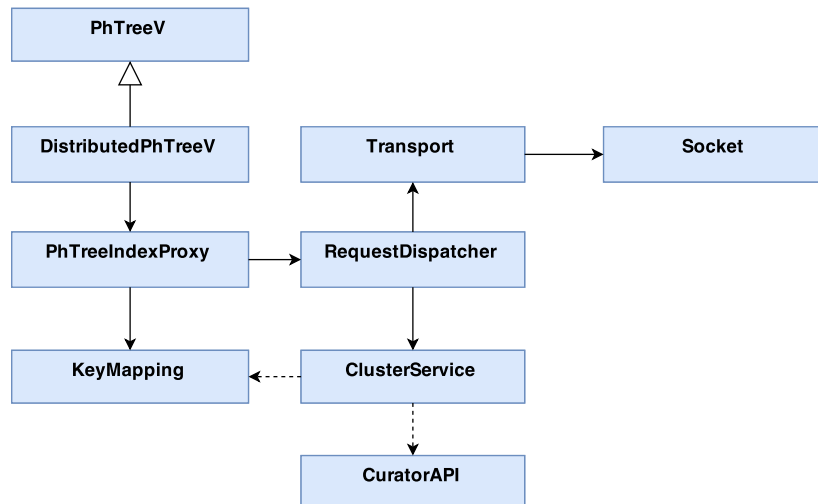 PhTreeV
DistributedPhTreeV
Transport
Socket
PhTreeIndexProxy
RequestDispatcher
KeyMapping
ClusterService
CuratorAPI